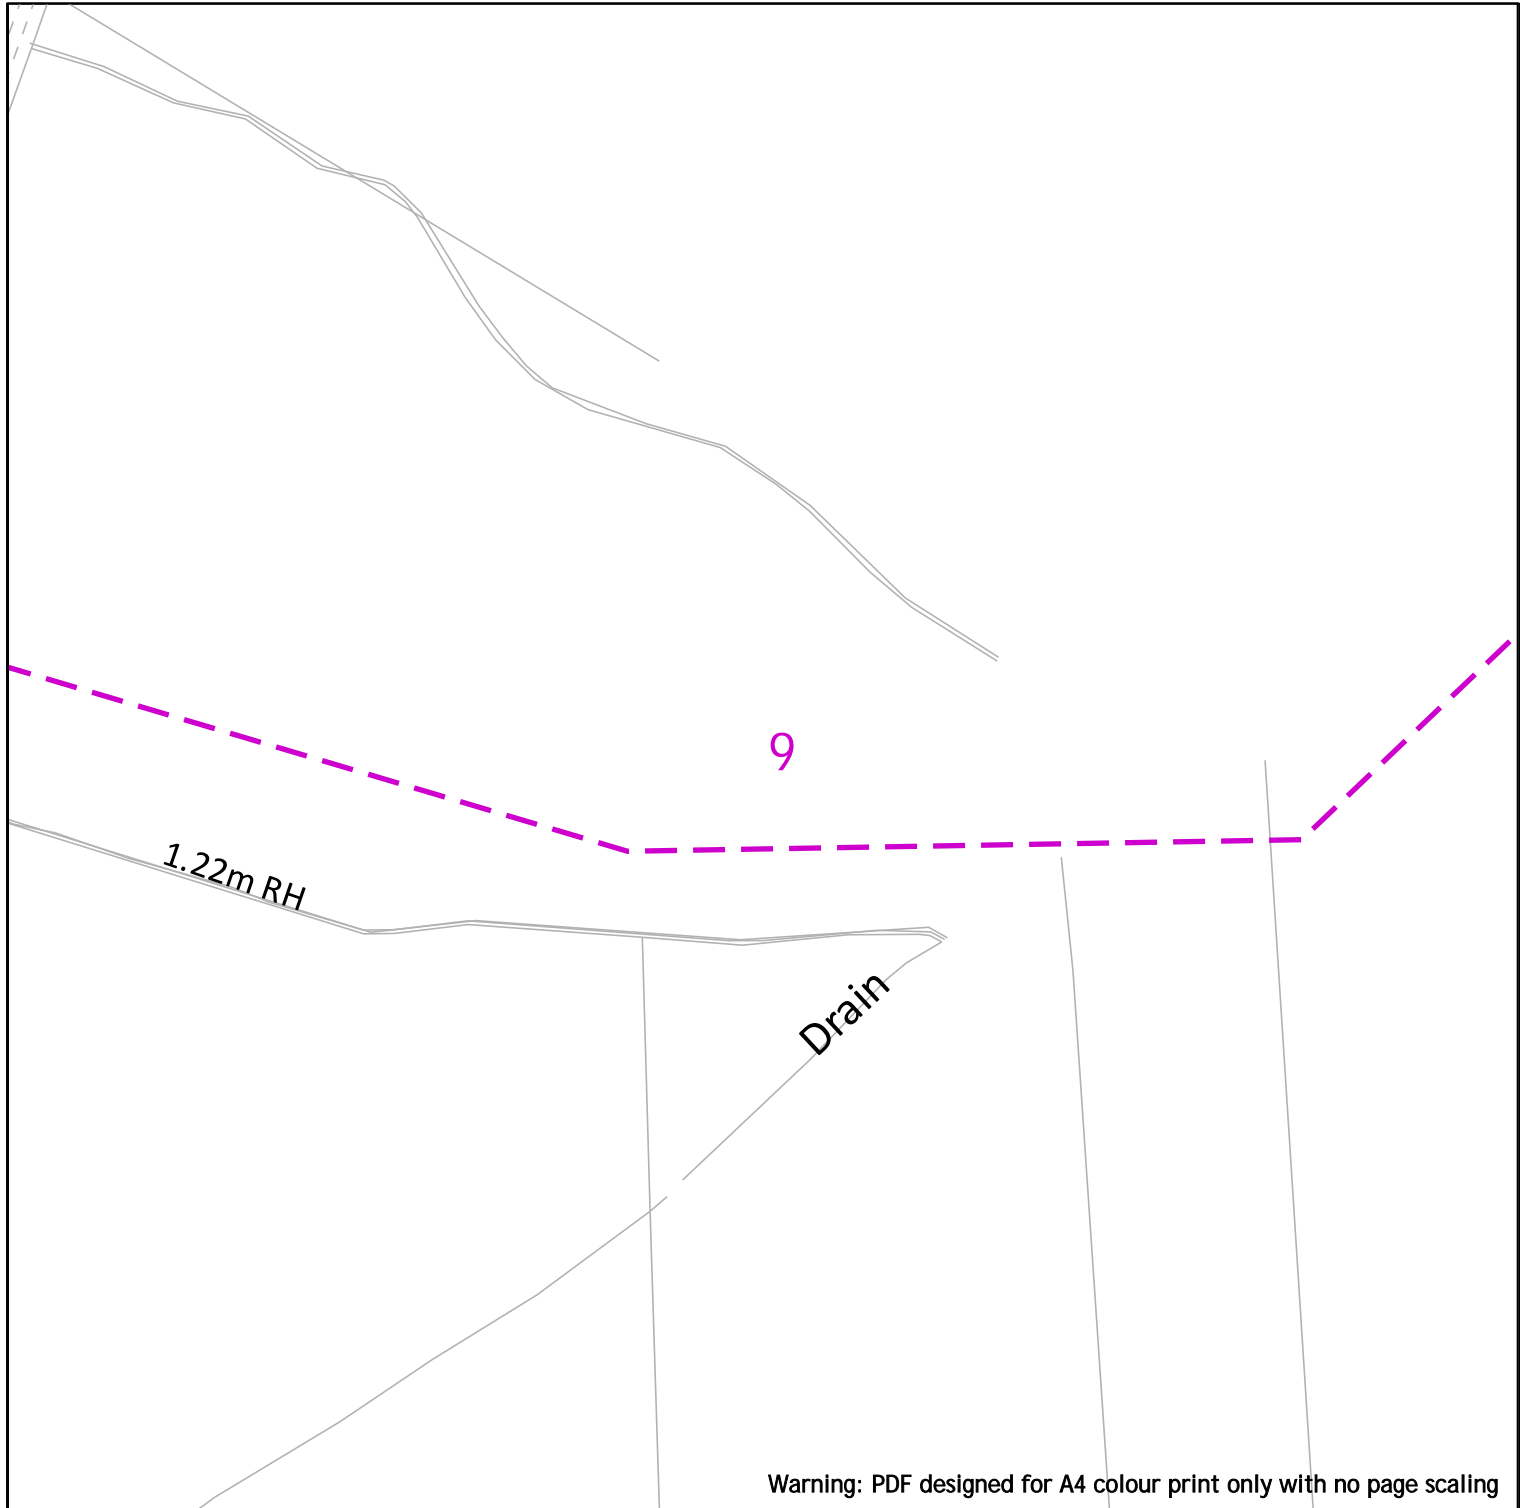 9
1.22m RH
Drain
Warning: PDF designed for A4 colour print only with no page scaling